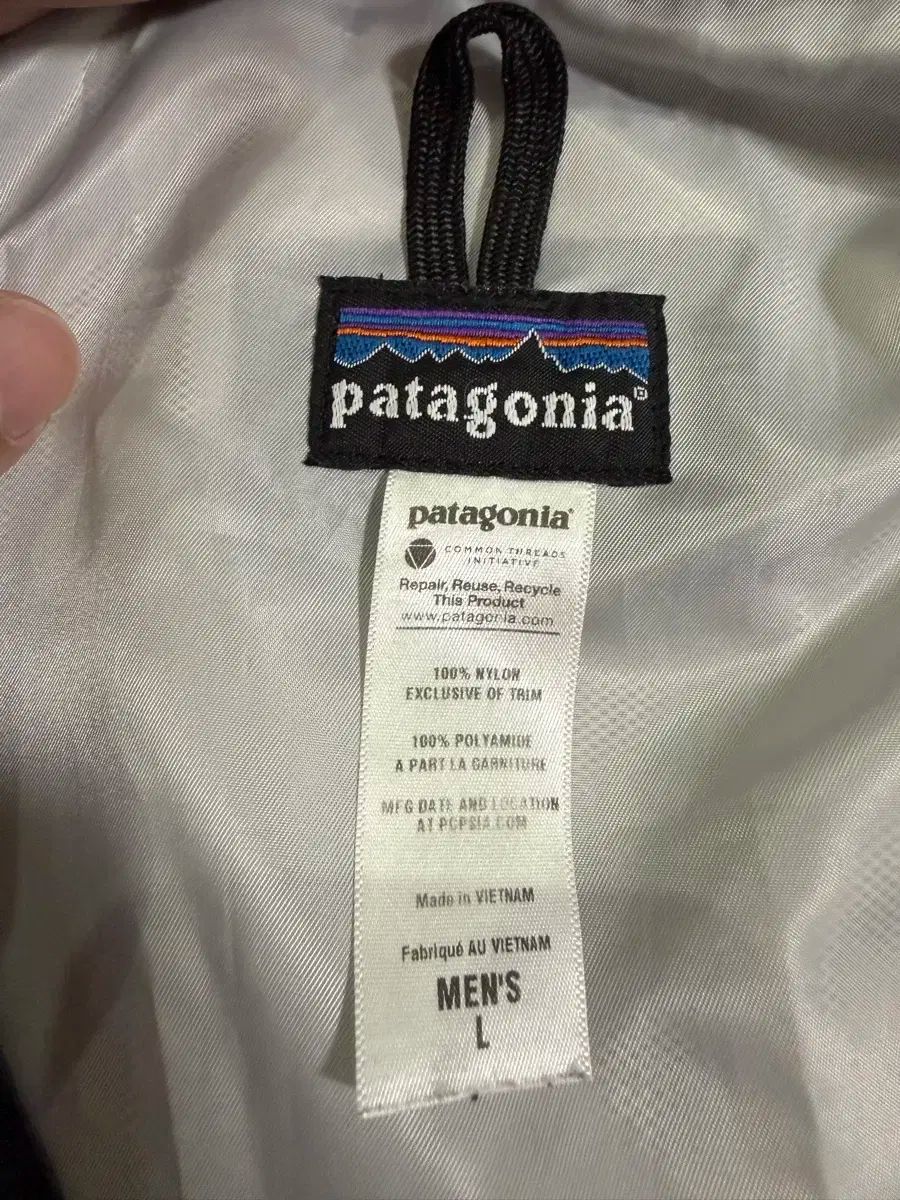 patagonia®
patagonia®
COMMON THREADS
INITIATIVE
Repair, Reuse, Recycle
This Product
www.patagonia.com
100% NYLON
EXCLUSIVE OF TRIM
100% POLYAMIDE
A PART LA GARNITURE
MFG DATE AND LOCATION
AT PCPSIA.COM
Made in VIETNAM
Fabriqué AU VIETNAM
MEN'S
L